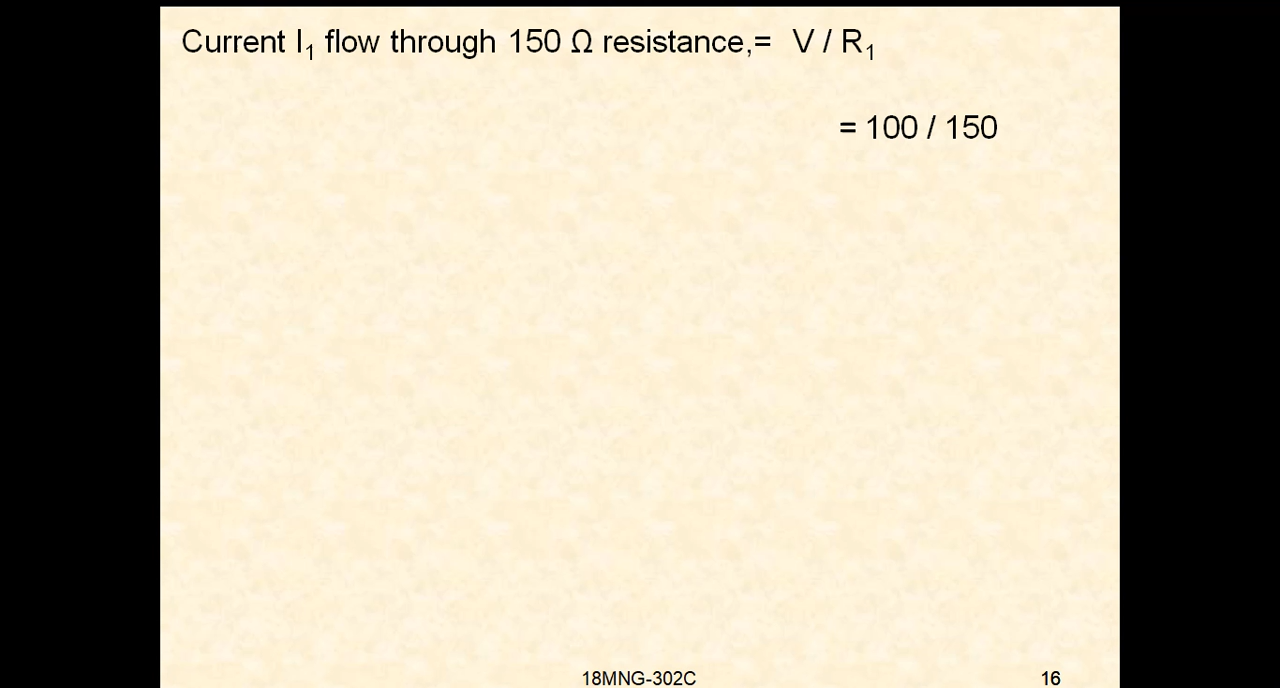 Current I₁ flow through 150 Ω resistance,= V / R₁
= 100 / 150
18MNG-302C
16